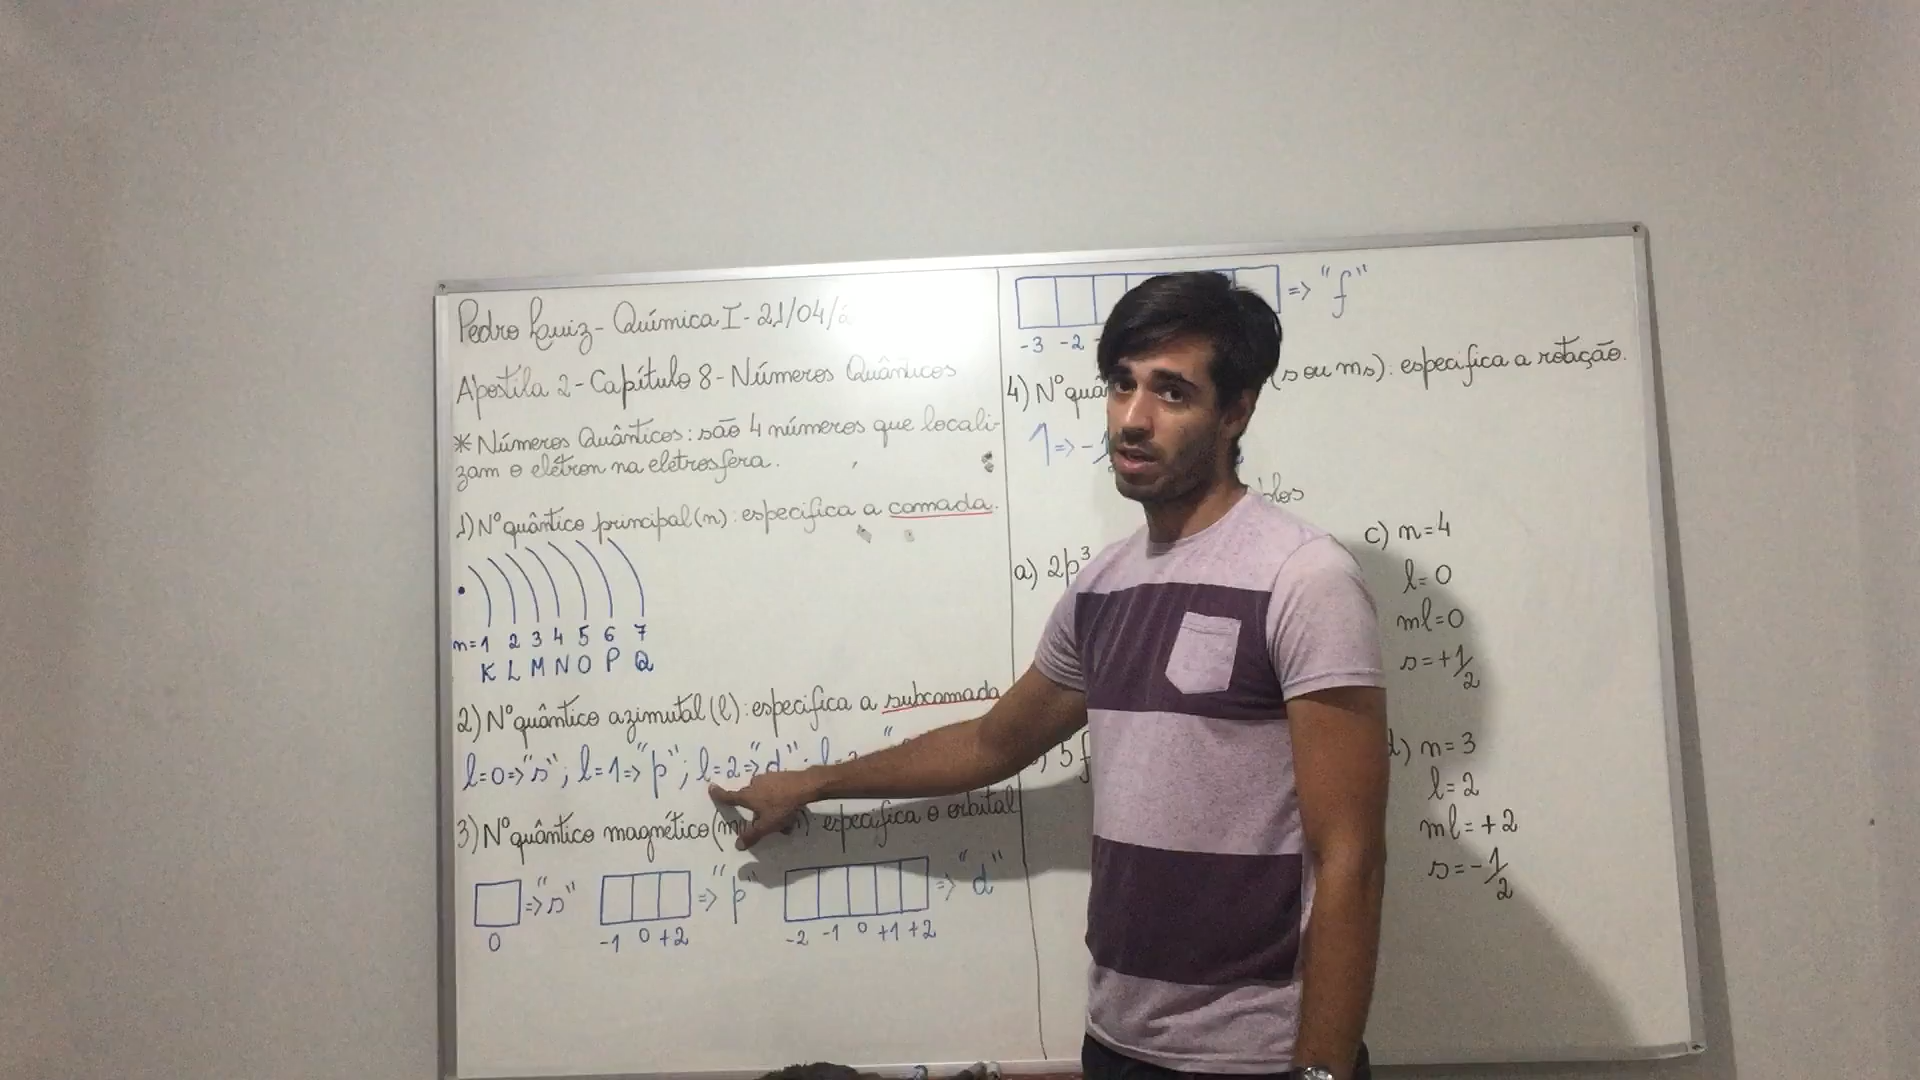 Pedro Luiz - Química I - 21/04/
Apostila 2 - Capítulo 8 - Números Quânticos
* Números Quânticos: são 4 números que locali-
zam o elétron na eletrosfera.
1) Nº quântico principal (n): especifica a camada.
n=1 2 3 4 5 6 7
K L M N O P Q
2) Nº quântico azimutal (l): especifica a subcamada
l=0=>"s"; l=1=>"p"; l=2=>"d";
3) Nº quântico magnético ( especifica o orbital
=>"s" => "p" => "d"
0 -1 0 +2 -2 -1 0 +1 +2
=> "f"
-3 -2
4) Nº (s ou ms): especifica a rotação.
a) 2p³
5f
c) n=4
l=0
ml=0
s=+1/2
d) n=3
l=2
ml=+2
s=-1/2